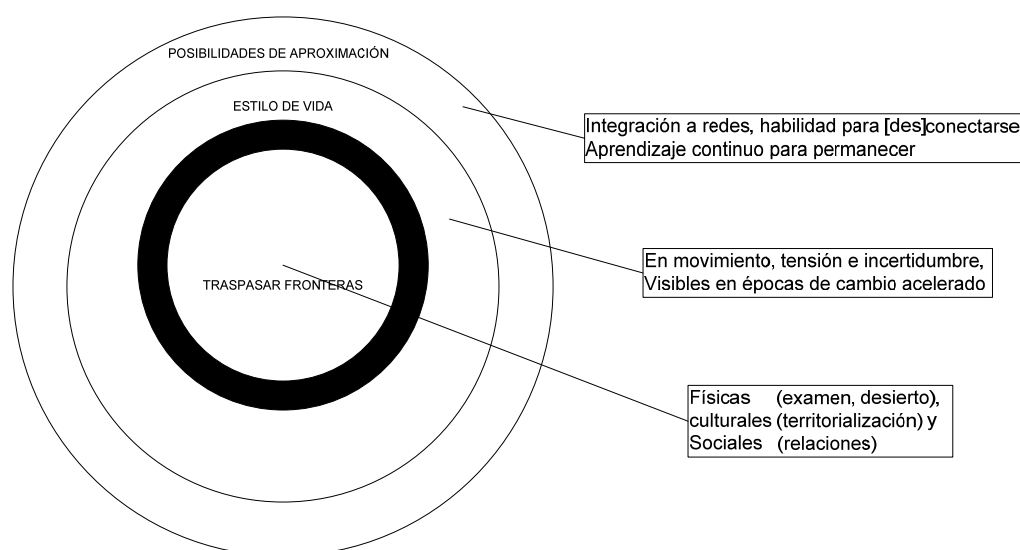 POSIBILIDADES DE APROXIMACIÓN
ESTILO DE VIDA
Integración a redes, habilidad para [des]conectarse
Aprendizaje continuo para permanecer
En movimiento, tensión e incertidumbre,
Visibles en épocas de cambio acelerado
TRASPASAR FRONTERAS
Físicas (examen, desierto),
culturales (territorialización) y
Sociales (relaciones)